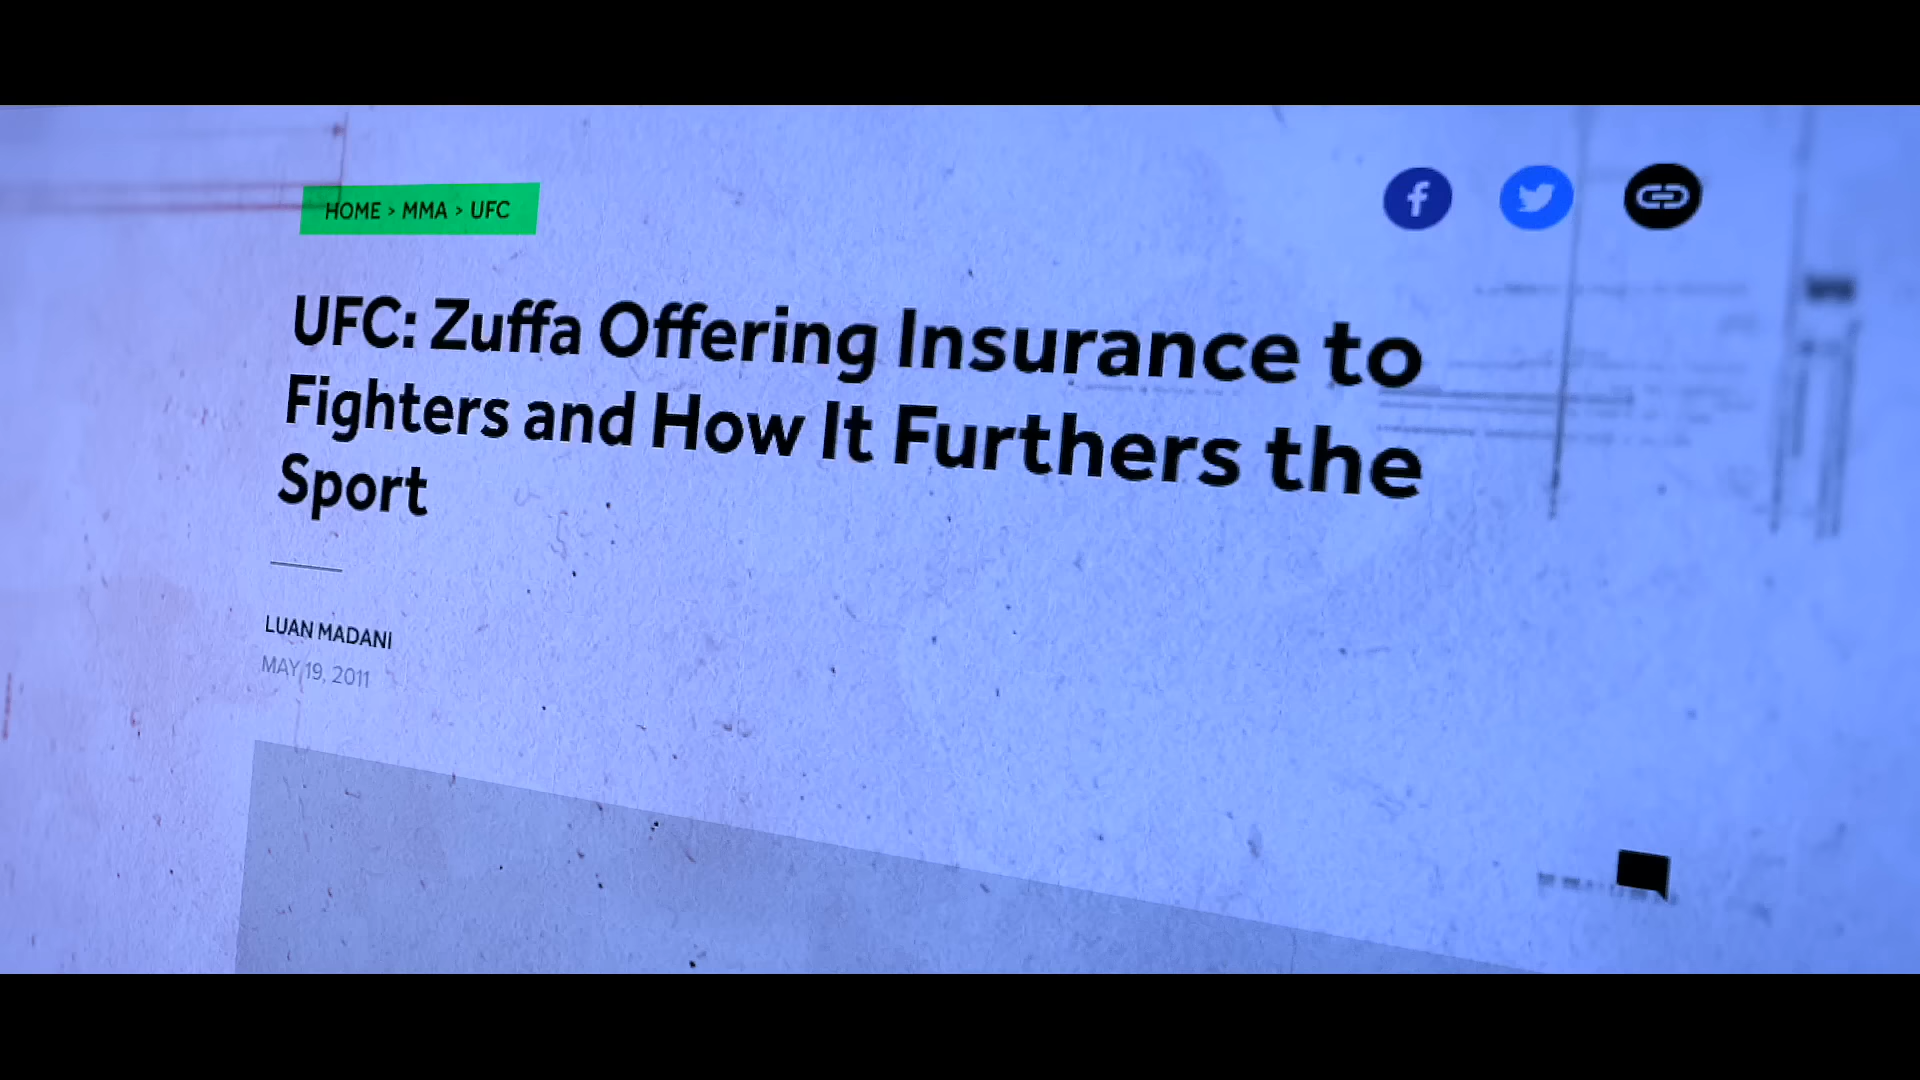 HOME > MMA > UFC
UFC: Zuffa Offering Insurance to
Fighters and How It Furthers the
Sport
LUAN MADANI
MAY 19, 2011